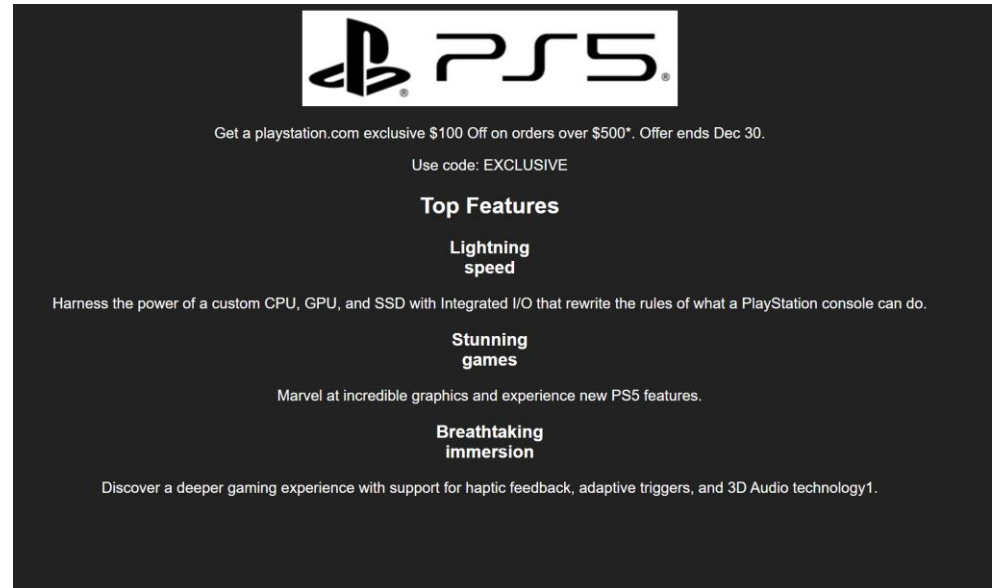 PS5®
®
Get a playstation.com exclusive $100 Off on orders over $500*. Offer ends Dec 30.
Use code: EXCLUSIVE
Top Features
Lightning
speed
Harness the power of a custom CPU, GPU, and SSD with Integrated I/O that rewrite the rules of what a PlayStation console can do.
Stunning
games
Marvel at incredible graphics and experience new PS5 features.
Breathtaking
immersion
Discover a deeper gaming experience with support for haptic feedback, adaptive triggers, and 3D Audio technology1.